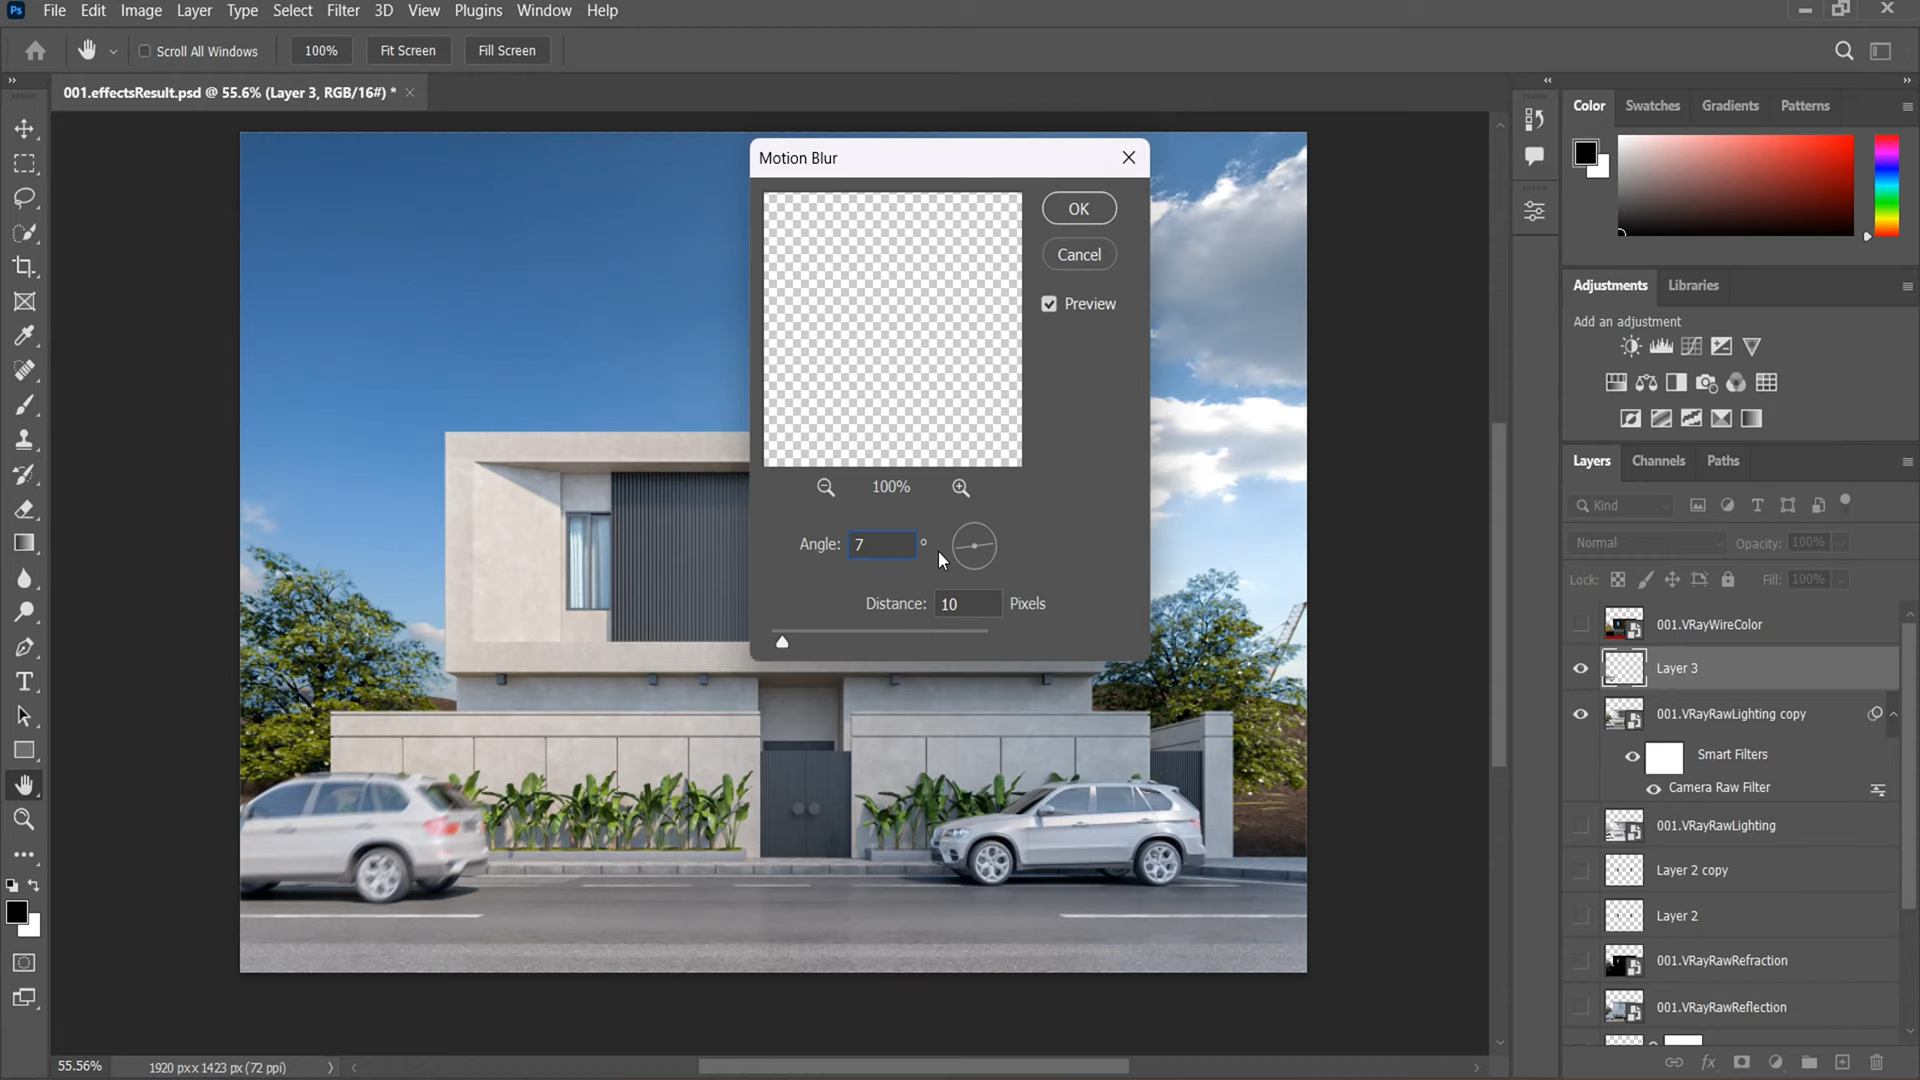 Ps File Edit Image Layer Type Select Filter 3D View Plugins Window Help
Scroll All Windows 100% Fit Screen Fill Screen
001.effectsResult.psd @ 55.6% (Layer 3, RGB/16#) *
Motion Blur
OK
Cancel
Preview
100%
Angle: 7 °
Distance: 10 Pixels
Color Swatches Gradients Patterns
Adjustments Libraries
Add an adjustment
Layers Channels Paths
Kind
Normal Opacity: 100%
Lock: Fill: 100%
001.VRayWireColor
Layer 3
001.VRayRawLighting copy
Smart Filters
Camera Raw Filter
001.VRayRawLighting
Layer 2 copy
Layer 2
001.VRayRawRefraction
001.VRayRawReflection
55.56% 1920 px x 1423 px (72 ppi)